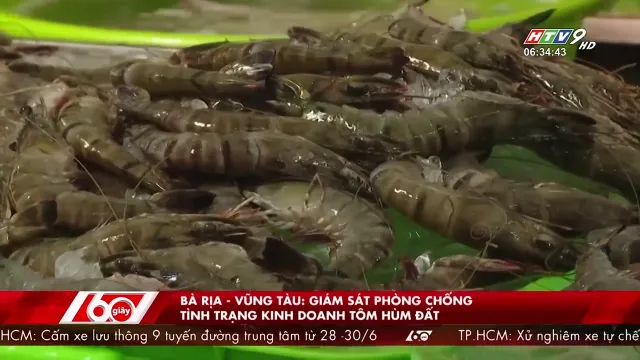 HTV9 HD
06:34:43
60 giây
BÀ RỊA - VŨNG TÀU: GIÁM SÁT PHÒNG CHỐNG
TÌNH TRẠNG KINH DOANH TÔM HÙM ĐẤT
HCM: Cấm xe lưu thông 9 tuyến đường trung tâm từ 28 -30/6 60giây TP.HCM: Xử nghiêm xe tự chế